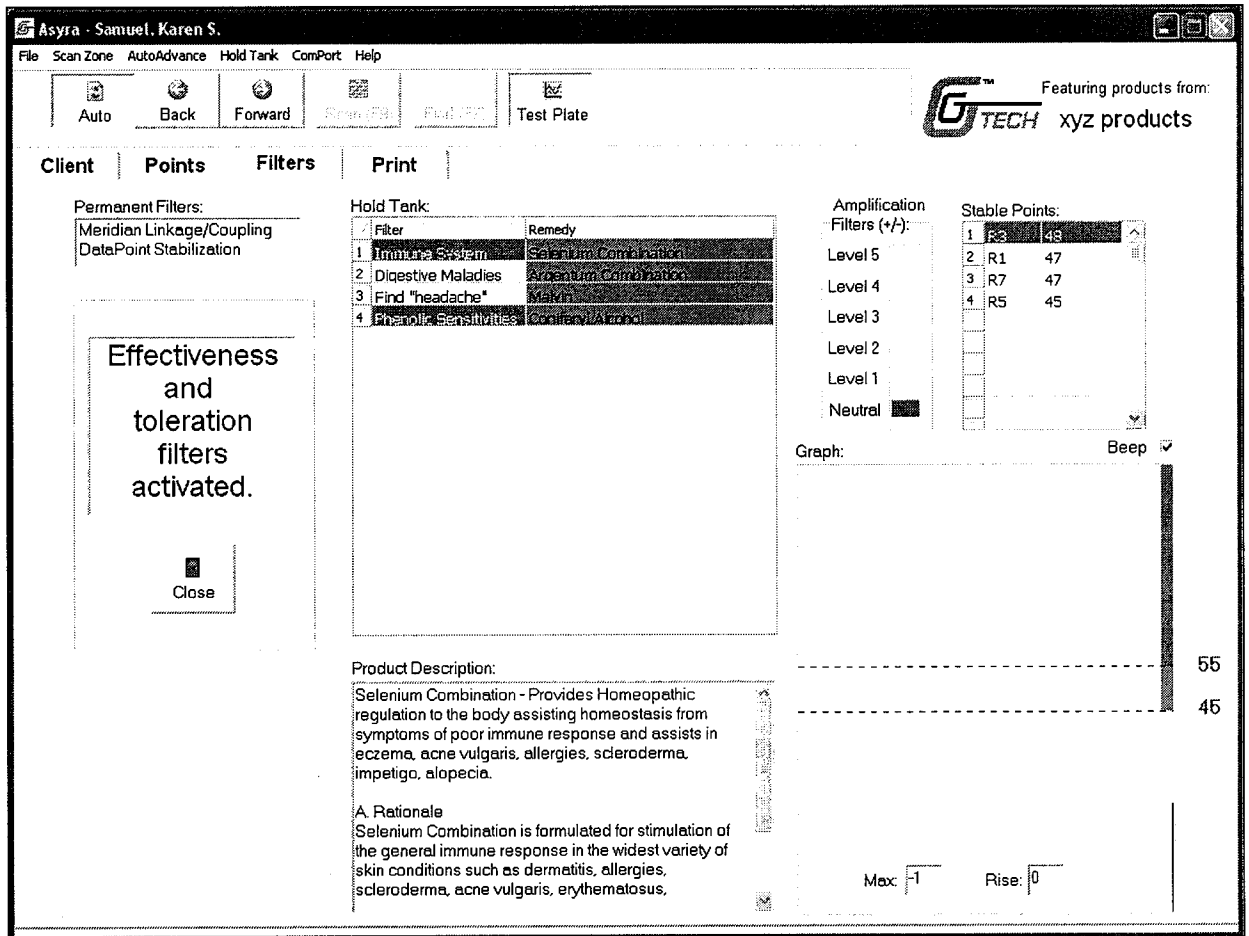 Asyra - Samuel, Karen S.
File Scan Zone AutoAdvance Hold Tank ComPort Help
Auto Back Forward Scan (F9) Test Plate
G TECH ™
Featuring products from:
xyz products
Client Points Filters Print
Permanent Filters:
Meridian Linkage/Coupling
DataPoint Stabilization
Effectiveness
and
toleration
filters
activated.
Close
Hold Tank:
Filter Remedy
1 Immune System Selenium Combination
2 Digestive Maladies Argentum Combination
3 Find "headache" Malvin
4 Phenolic Sensitivities Coniferyl Alcohol
Product Description:
Selenium Combination - Provides Homeopathic
regulation to the body assisting homeostasis from
symptoms of poor immune response and assists in
eczema, acne vulgaris, allergies, scleroderma,
impetigo, alopecia.
A. Rationale
Selenium Combination is formulated for stimulation of
the general immune response in the widest variety of
skin conditions such as dermatitis, allergies,
scleroderma, acne vulgaris, erythematosus,
Amplification
Filters (+/-):
Level 5
Level 4
Level 3
Level 2
Level 1
Neutral
Stable Points:
1 R3 48
2 R1 47
3 R7 47
4 R5 45
Graph: Beep
55
45
Max: -1 Rise: 0